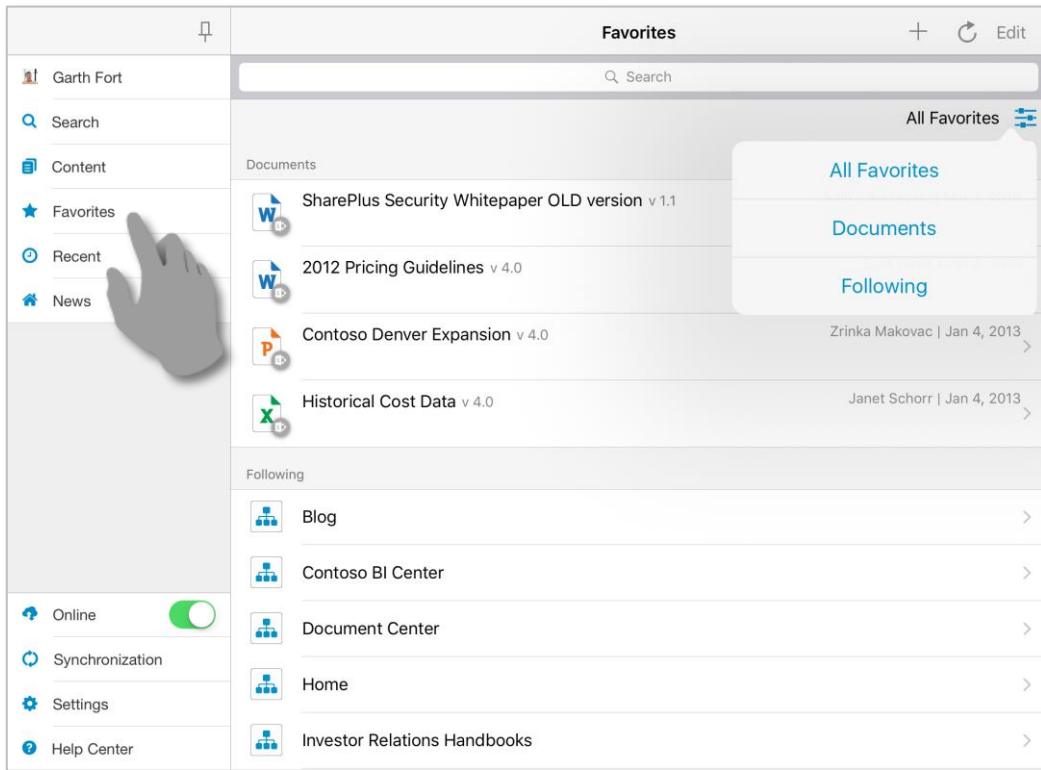 Favorites
Edit
Garth Fort
Search
Content
Favorites
Recent
News
Online
Synchronization
Settings
Help Center
Search
All Favorites
All Favorites
Documents
Following
Documents
SharePlus Security Whitepaper OLD version v 1.1
2012 Pricing Guidelines v 4.0
Contoso Denver Expansion v 4.0
Zrinka Makovac | Jan 4, 2013
Historical Cost Data v 4.0
Janet Schorr | Jan 4, 2013
Following
Blog
Contoso BI Center
Document Center
Home
Investor Relations Handbooks